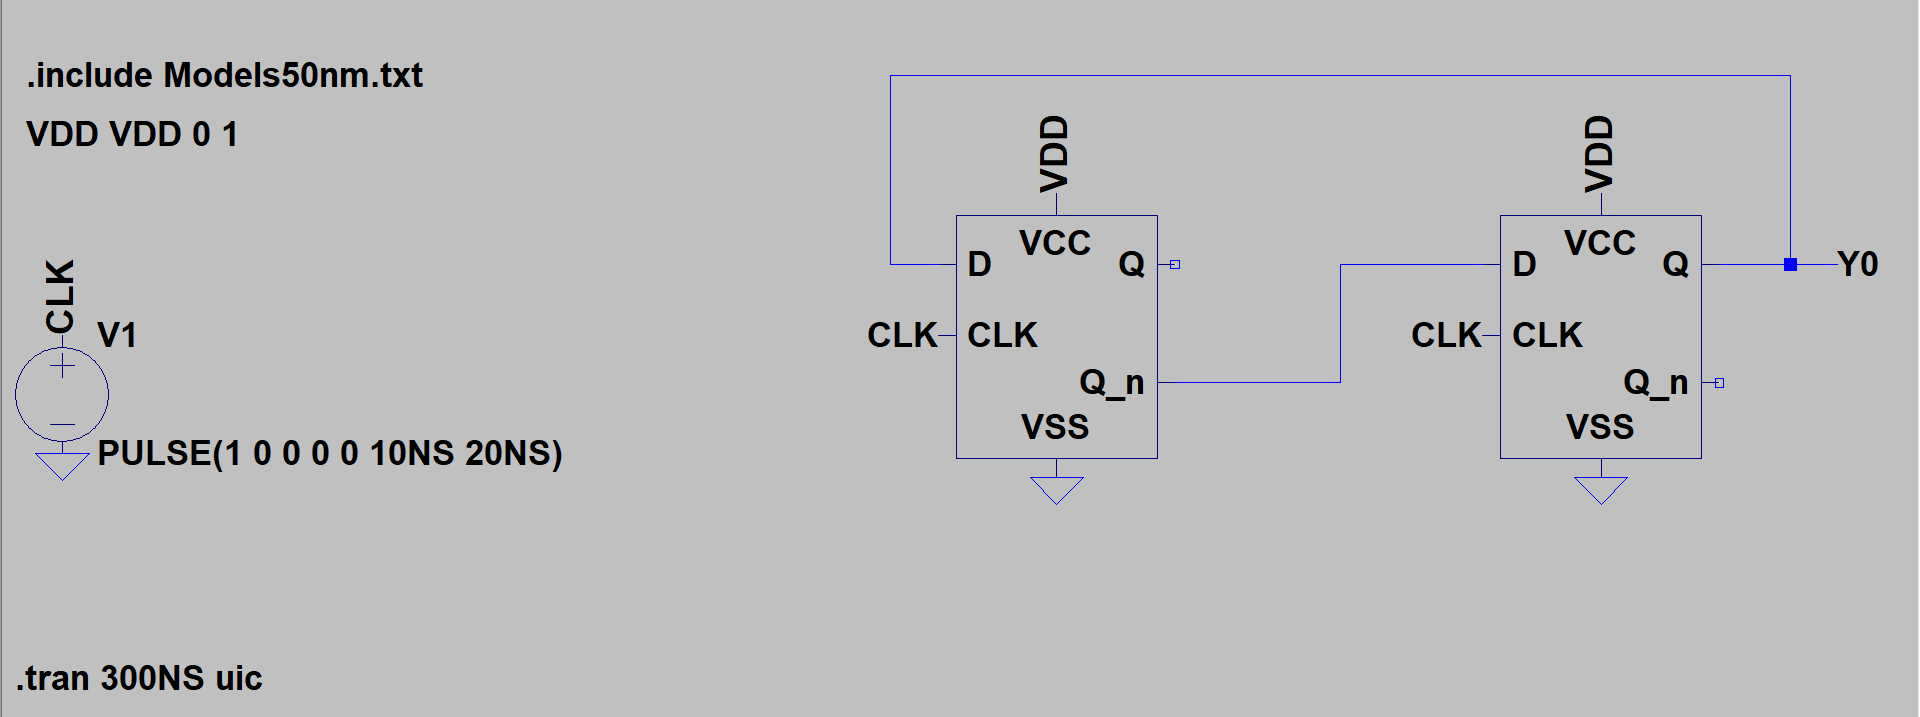 .include Models50nm.txt
VDD VDD 0 1
CLK
V1
PULSE(1 0 0 0 0 10NS 20NS)
.tran 300NS uic
VDD
VCC
D
Q
CLK
CLK
Q_n
VSS
VDD
VCC
D
Q
Y0
CLK
CLK
Q_n
VSS